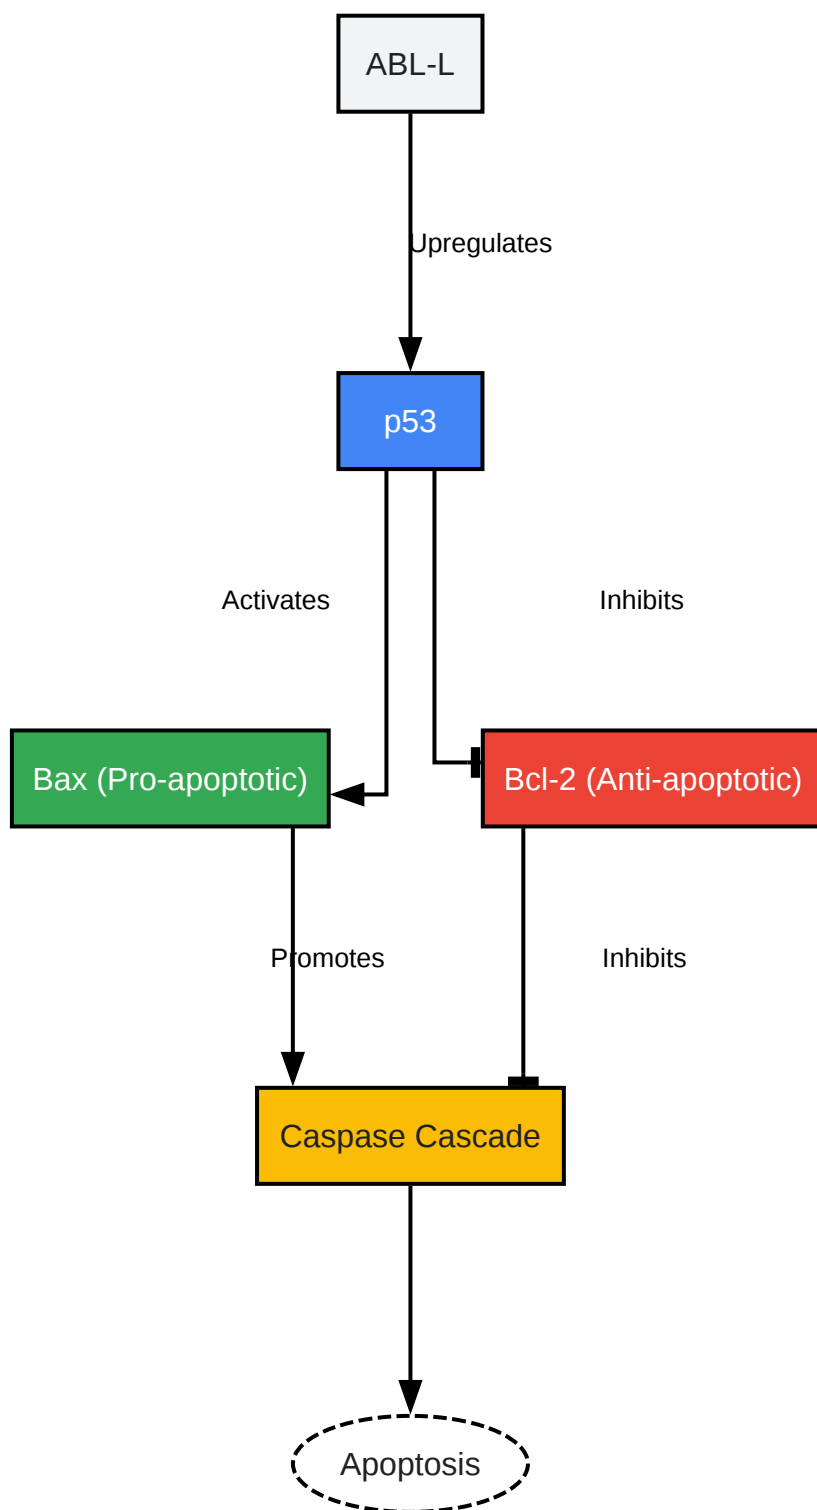 ABL-L
Upregulates
p53
Activates
Inhibits
Bax (Pro-apoptotic)
Bcl-2 (Anti-apoptotic)
Promotes
Inhibits
Caspase Cascade
Apoptosis